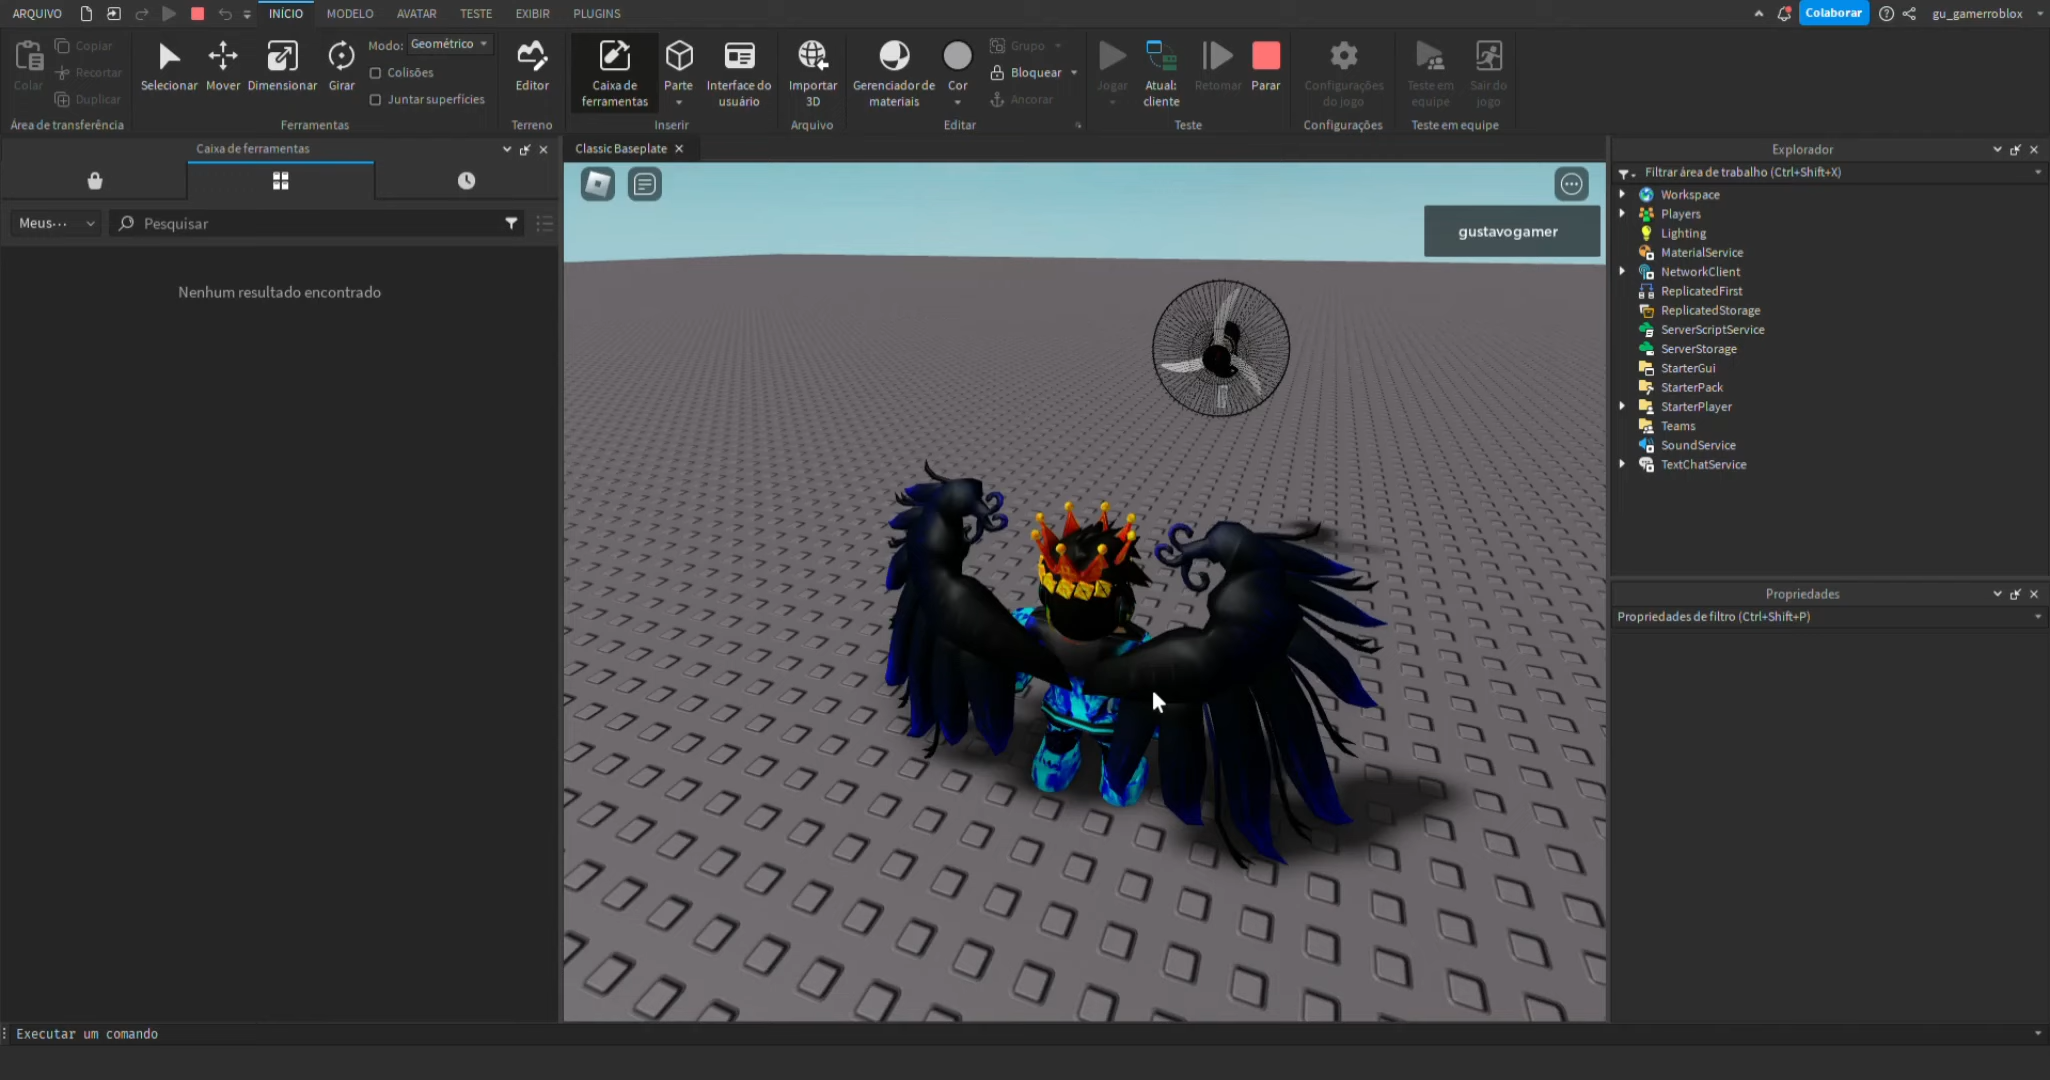 ARQUIVO INÍCIO MODELO AVATAR TESTE EXIBIR PLUGINS Colaborar gu_gamerroblox
Colar Copiar Recortar Duplicar
Selecionar Mover Dimensionar Girar
Modo: Geométrico
Colisões
Juntar superfícies
Editor
Caixa de ferramentas
Parte
Interface do usuário
Importar 3D
Gerenciador de materiais
Cor
Grupo
Bloquear
Ancorar
Jogar
Atual: cliente
Retomar
Parar
Configurações do jogo
Teste em equipe
Sair do jogo
Área de transferência Ferramentas Terreno Inserir Arquivo Editar Teste Configurações Teste em equipe
Caixa de ferramentas
Meus...
Pesquisar
Nenhum resultado encontrado
Classic Baseplate
gustavogamer
Explorador
Filtrar área de trabalho (Ctrl+Shift+X)
Workspace
Players
Lighting
MaterialService
NetworkClient
ReplicatedFirst
ReplicatedStorage
ServerScriptService
ServerStorage
StarterGui
StarterPack
StarterPlayer
Teams
SoundService
TextChatService
Propriedades
Propriedades de filtro (Ctrl+Shift+P)
Executar um comando